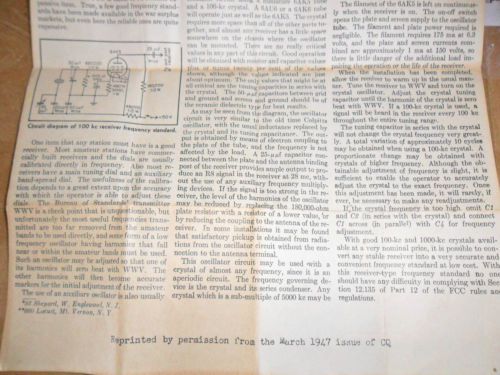 pensive item. True, a few good frequency stand-
ards have been made available in the war surplus
markets, but even here the reliable ones are quite
expensive.
Circuit diagram of 100 kc receiver frequency standard.
One item that any station must have is a good
receiver. Most amateur stations have commer-
cially built receivers and the dials are usually
calibrated directly in frequency. Also most re-
ceivers have a main tuning dial and an auxiliary
band-spread dial. The usefulness of the calibra-
tion depends to a great extent upon the accuracy
with which the operator is able to adjust these
dials. The Bureau of Standards' transmitter
WWV is a check point that is unquestionable, but
unfortunately the most useful frequencies trans-
mitted are too far removed from the amateur
bands to be used directly, and some form of a low
frequency oscillator having harmonics that fall
near or within the amateur bands must be used.
Such an oscillator may be adjusted so that one of
its harmonics will zero beat with WWV. The
other harmonics will then become accurate
markers for the initial adjustment of the receiver.
The use of an auxiliary oscillator is also usually
W. Englewood, N. J.
Locust, Mt. Vernon, N. Y.
and a 100-kc crystal. A 6AU6 or a 6AK6 tube
will operate just as well as the 6AK5. The crystal
requires more space than all of the other parts to-
gether, and almost any receiver has a little space
somewhere on the chassis where the oscillator
can be mounted. There are no really critical
values in any part of this circuit. Good operation
will be obtained with resistor and capacitor values
plus or minus twenty per cent of the values
shown, although the values indicated are just
about optimum. The only values that might be at
all critical are the tuning capacities in series with
the crystal. The 50 μμf capacitors between grid
and ground and screen and ground should be of
the ceramic dielectric type for best results.
As may be seen from the diagram, the oscillator
circuit is very similar to the old Colpitts
oscillator, with the usual inductance replaced by
the crystal and its tuning capacitance. The out-
put is obtained by means of electron coupling to
the plate of the tube, and the frequency is not
affected by the load. A 25-μμf capacitor con-
nected between the plate and the antenna binding
post of the receiver provides ample output to pro-
duce an R8 signal in the receiver at 28 mc, with-
out the use of any auxiliary frequency multiply-
ing devices. If the signal is too strong in the re-
ceiver, the level of the harmonics of the oscillator
may be reduced by replacing the 150,000-ohm
plate resistor with a resistor of a lower value, or
by reducing the coupling to the antenna of the re-
ceiver. In some installations it may be found
that satisfactory pickup is obtained from radia-
tions from the oscillator circuit without the con-
nection to the antenna terminal.
This oscillator circuit may be used with a
crystal of almost any frequency, since it is an
aperiodic circuit. The frequency governing de-
vice is the crystal and its series condenser. Any
crystal which is a sub-multiple of 5000 kc may be
The filament of the 6AK5 is left on continuous-
ly when the receiver is on. The on-off switch
opens the plate and screen supply to the oscillator
tube. The filament and plate power required is
negligible. The filament requires 175 ma at 6.3
volts, and the plate and screen currents com-
bined are approximately 1 ma at 150 volts, so
there is little danger of the additional load im-
pairing the operation or the life of the receiver.
When the installation has been completed,
allow the receiver to warm up in the usual man-
ner. Tune the receiver to WWV and turn on the
crystal oscillator. Adjust the crystal tuning
capacitor until the harmonic of the crystal is zero
beat with WWV. If a 100-kc crystal is used, a
signal will be heard in the receiver every 100 kc
throughout the entire tuning range.
The tuning capacitor in series with the crystal
will not change the crystal frequency very great-
ly. A total variation of approximately 10 cycles
may be obtained when using a 100-kc crystal. A
proportionate change may be obtained with
crystals of higher frequency. Although the ob-
tainable adjustment of frequency is slight, it is
sufficient to enable the operator to accurately
adjust the crystal to the exact frequency. Once
this adjustment has been made, it will rarely, if
ever, be necessary to make any readjustments.
If the crystal frequency is too high omit C2
and C3 (in series with the crystal) and connect
C1 across (in parallel) with C4 for frequency
adjustment.
With good 100-kc and 1000-kc crystals avail-
able at a very nominal price, it is possible to con-
vert any stable receiver into a very accurate and
convenient frequency standard at low cost. With
this receiver-type frequency standard no one
should have any difficulty in complying with Sec-
tion 12.135 of Part 12 of the FCC rules and
regulations.
Reprinted by permission from the March 1947 issue of CQ